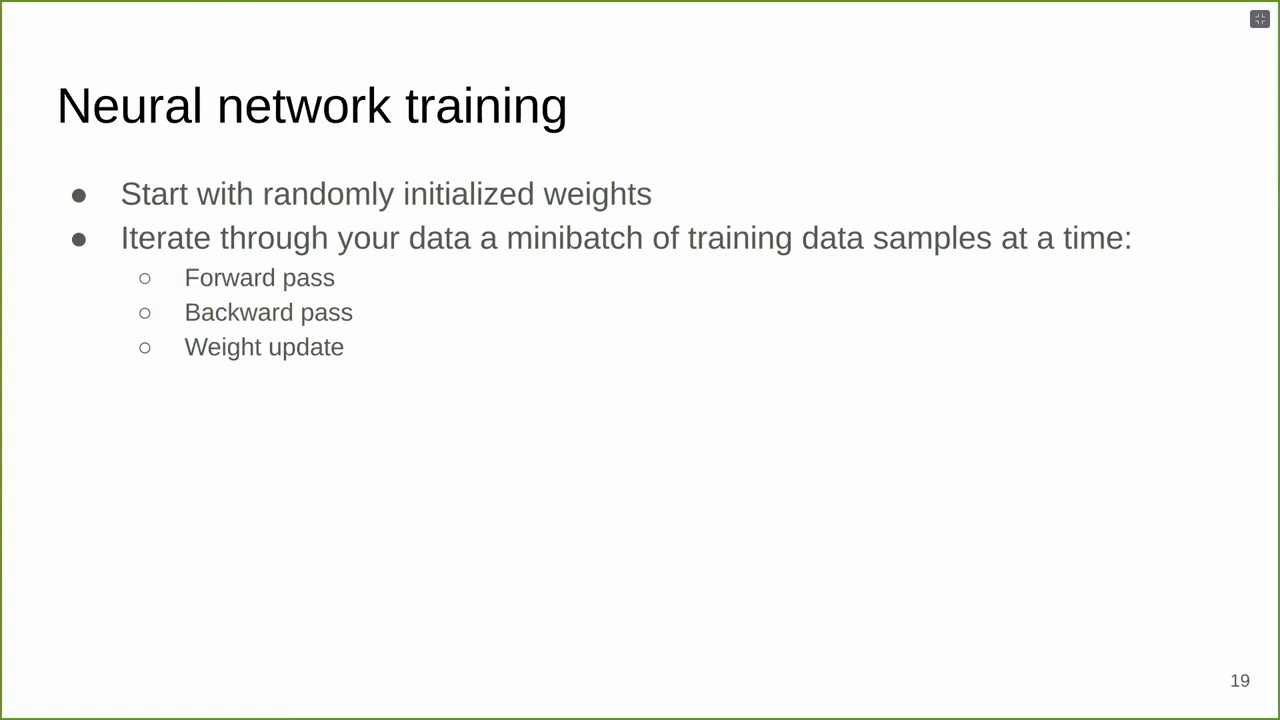 Neural network training
● Start with randomly initialized weights
● Iterate through your data a minibatch of training data samples at a time:
○ Forward pass
○ Backward pass
○ Weight update
19